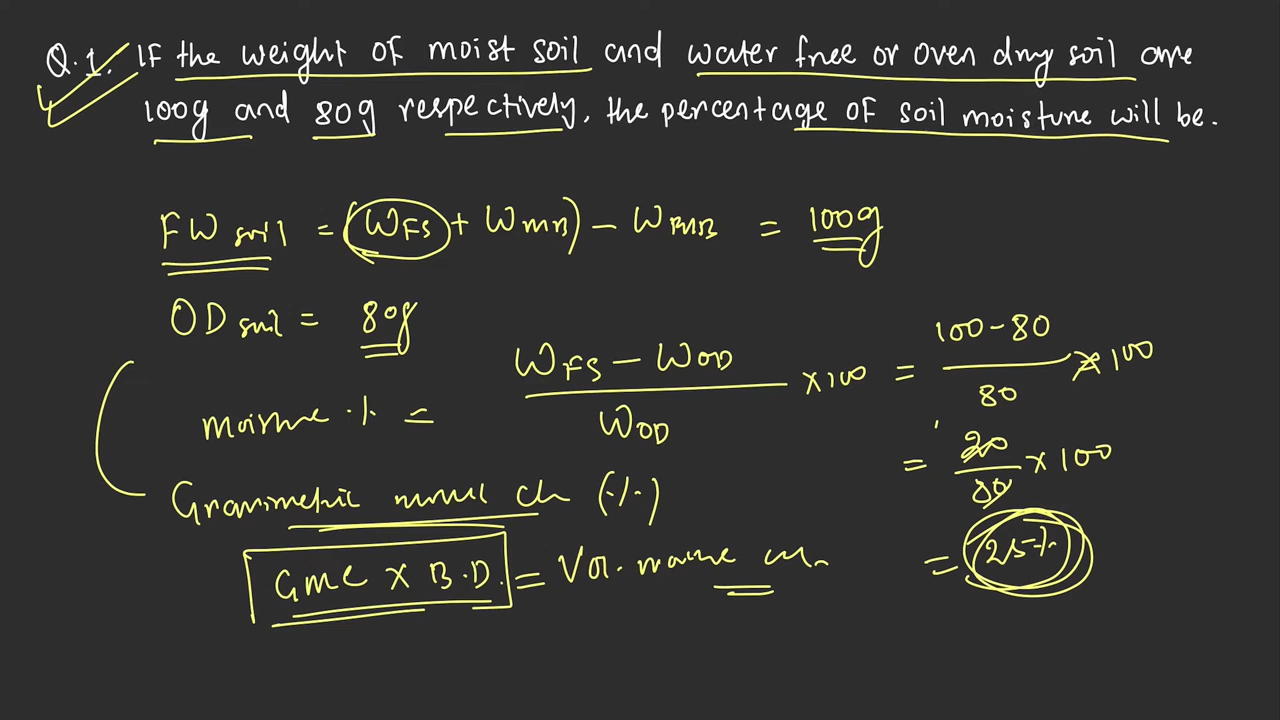 Q.1. IF the weight of moist soil and water free or oven dry soil are
100g and 80g respectively, the percentage of soil moisture will be.
FW soil = (WFS + WMB) - WMB = 100g
OD soil = 80g
moisture % = WFS - WOD / WOD × 100 = 100 - 80 / 80 × 100
= 20 / 80 × 100
Gravimetric (%)
= 25%
GMC × B.D. = Vol.